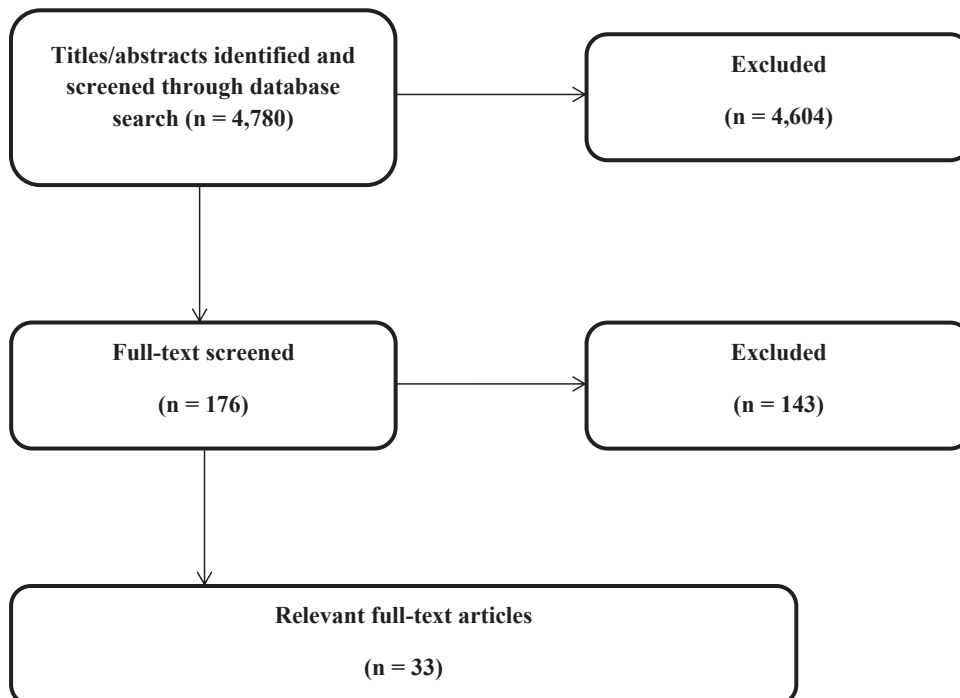 Titles/abstracts identified and
screened through database
search (n = 4,780)
Excluded
(n = 4,604)
Full-text screened
(n = 176)
Excluded
(n = 143)
Relevant full-text articles
(n = 33)